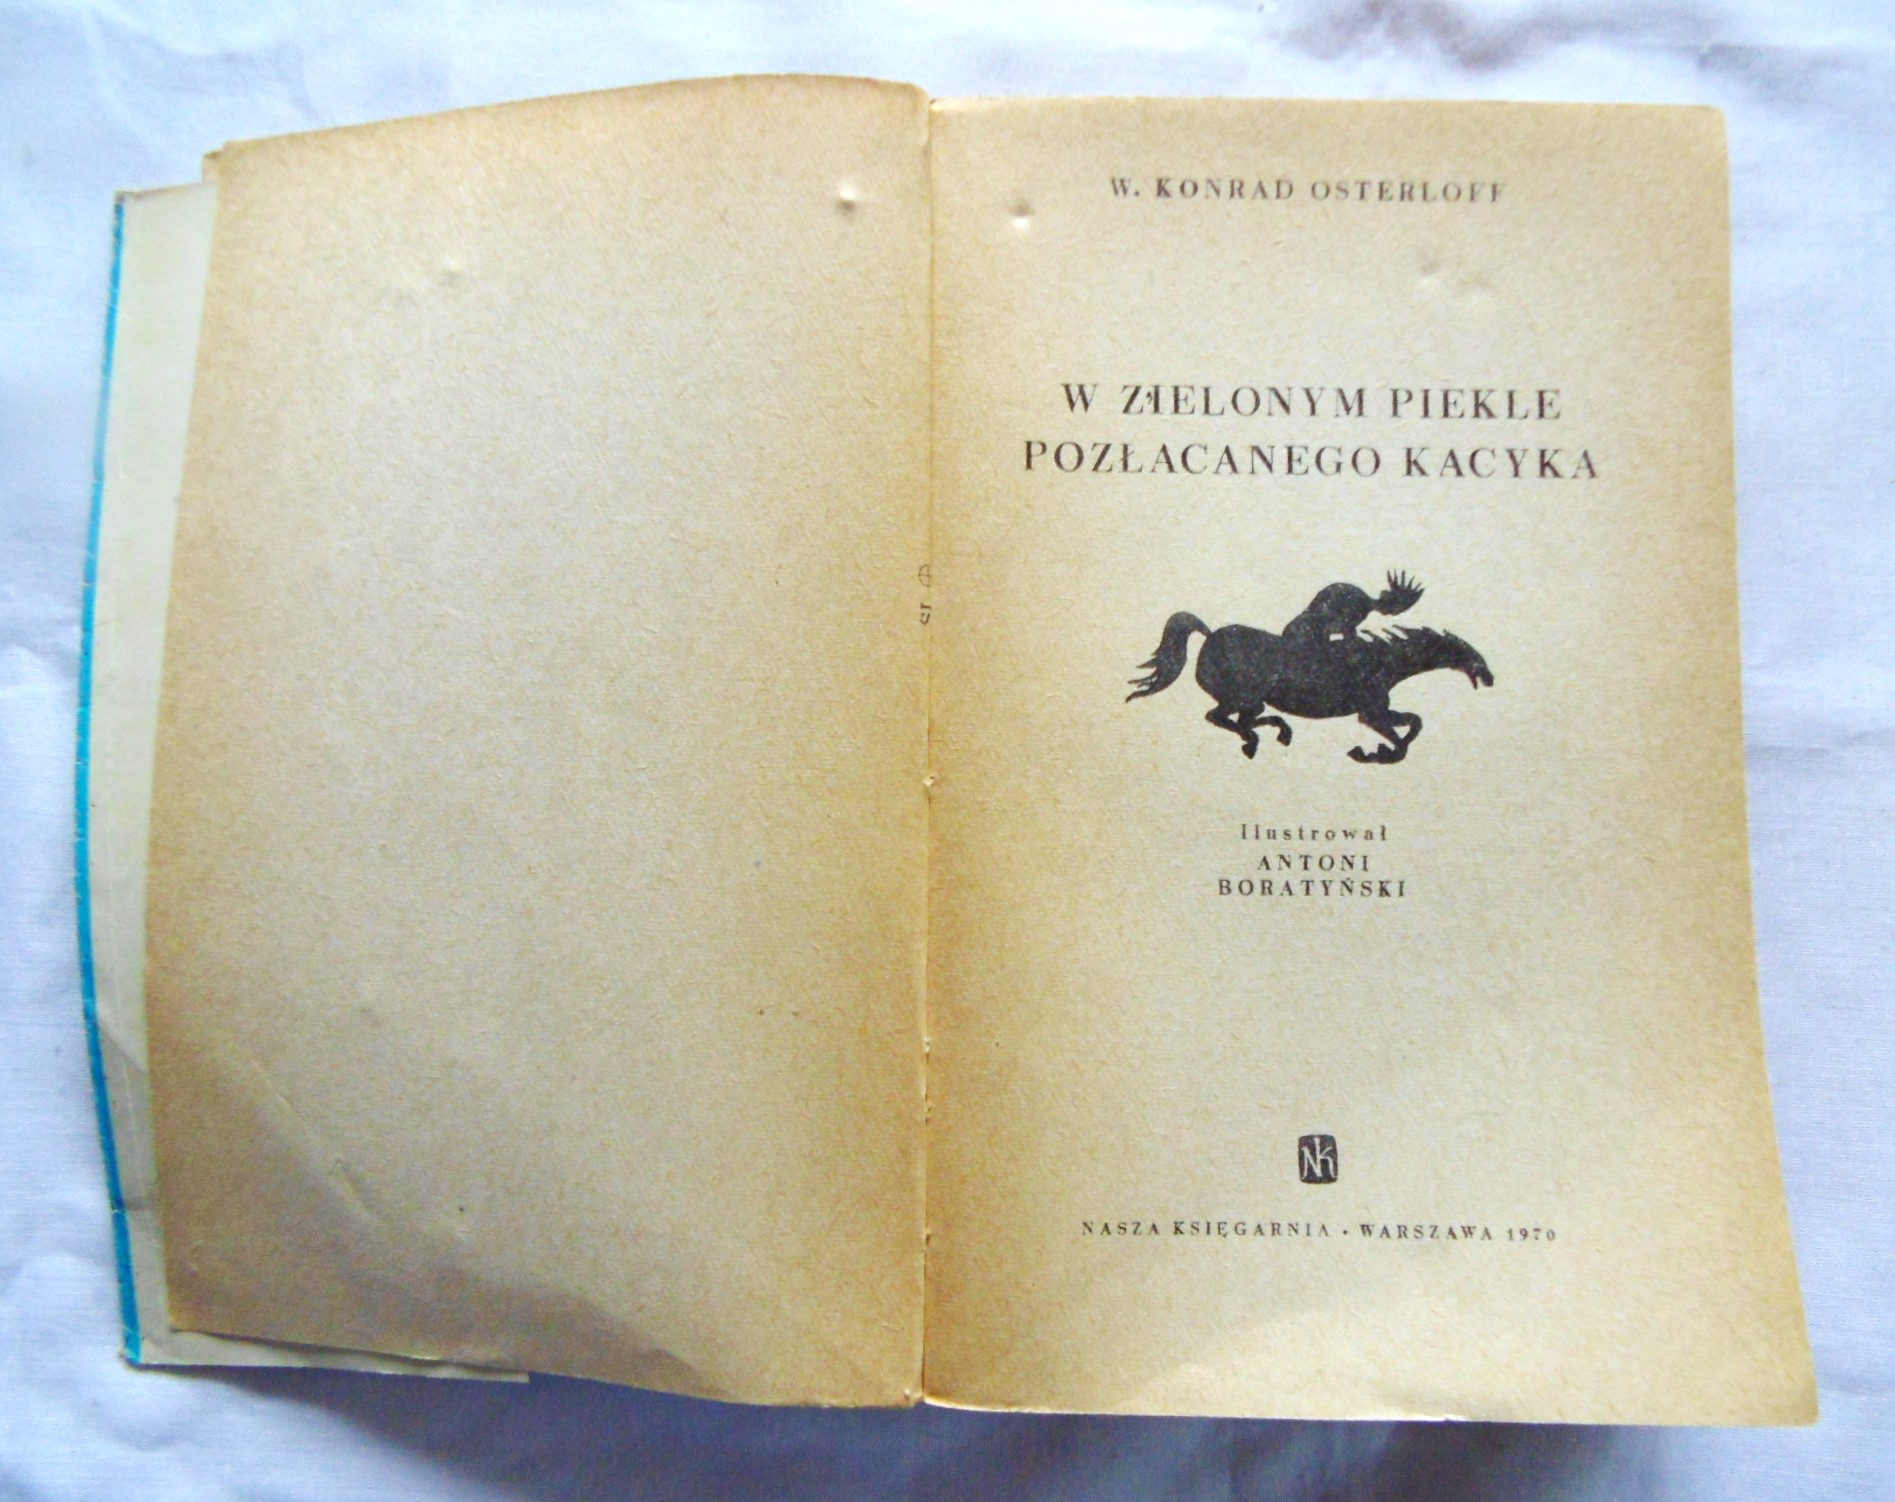 W. KONRAD OSTERLOFF
W ZIELONYM PIEKLE
POZŁACANEGO KACYKA
Ilustrował
ANTONI
BORATYŃSKI
NK
NASZA KSIĘGARNIA • WARSZAWA 1970